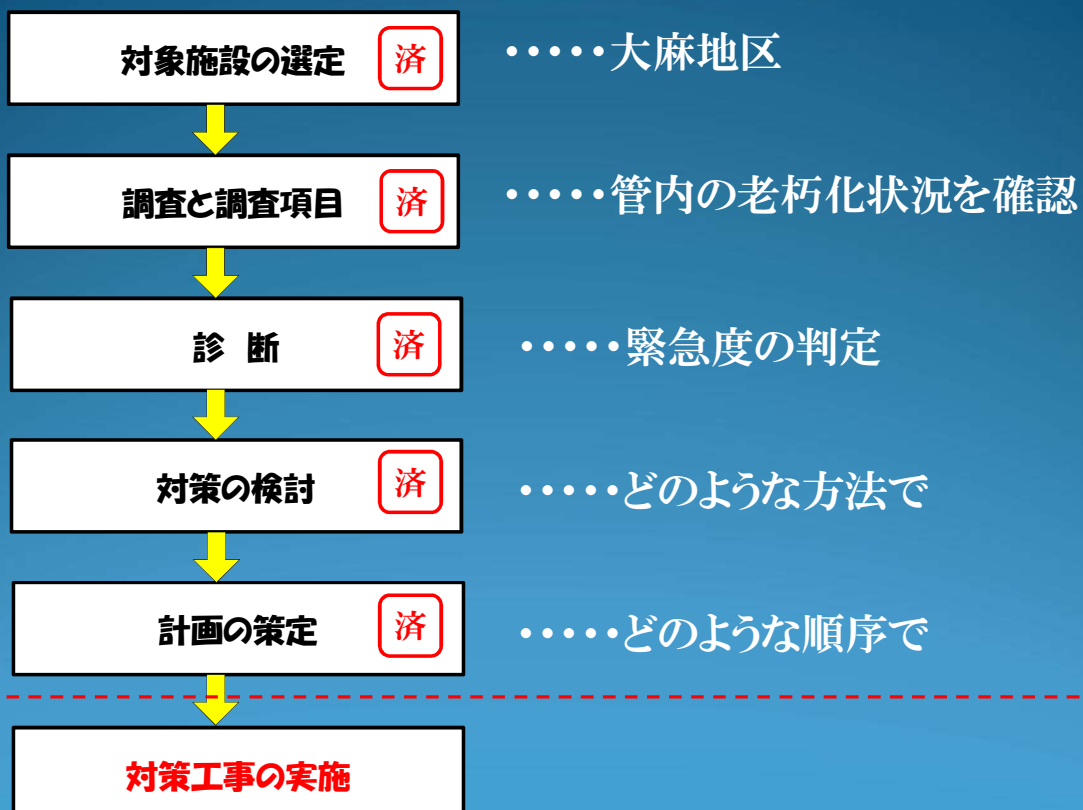 対象施設の選定 済 ・・・・・大麻地区
調査と調査項目 済 ・・・・・管内の老朽化状況を確認
診 断 済 ・・・・・緊急度の判定
対策の検討 済 ・・・・・どのような方法で
計画の策定 済 ・・・・・どのような順序で
対策工事の実施